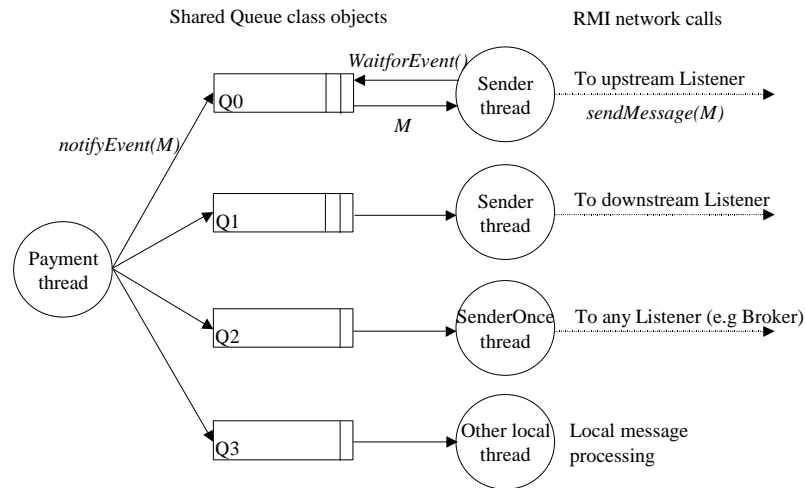 Shared Queue class objects
RMI network calls
WaitforEvent()
Q0
M
Sender
thread
To upstream Listener
sendMessage(M)
notifyEvent(M)
Q1
Sender
thread
To downstream Listener
Payment
thread
Q2
SenderOnce
thread
To any Listener (e.g Broker)
Q3
Other local
thread
Local message
processing